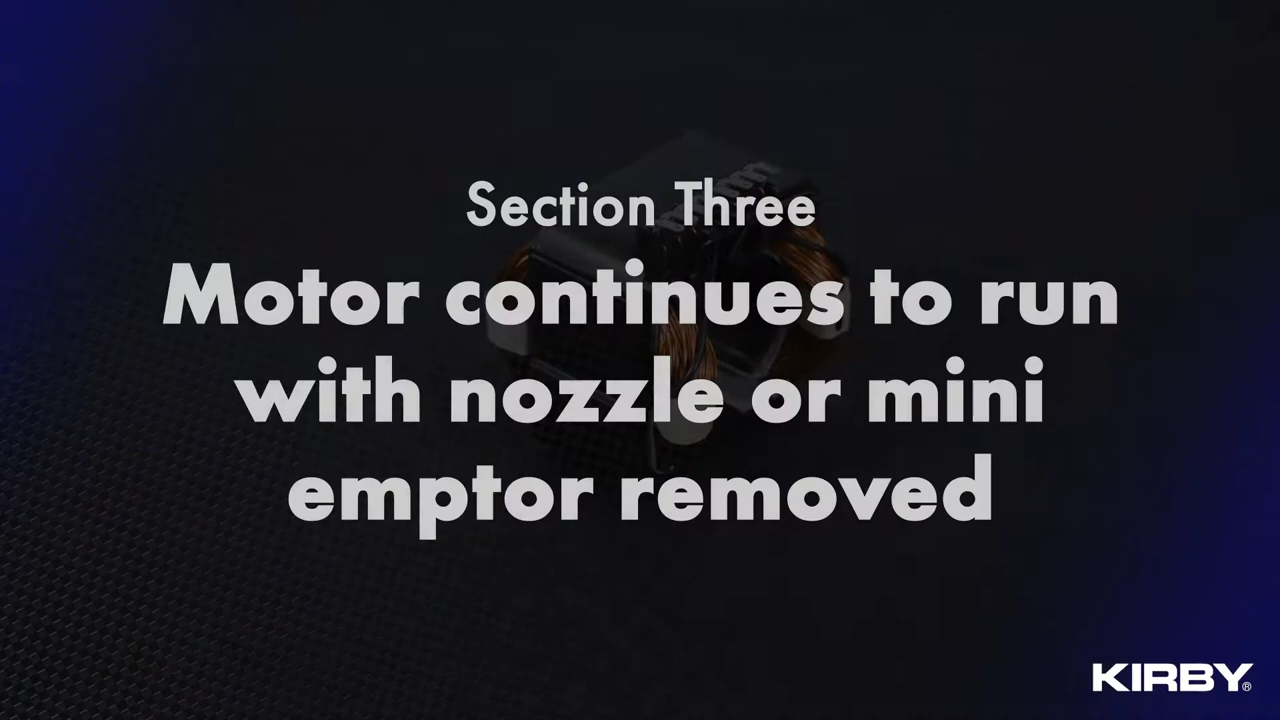 Section Three
Motor continues to run
with nozzle or mini
emptor removed
KIRBY®